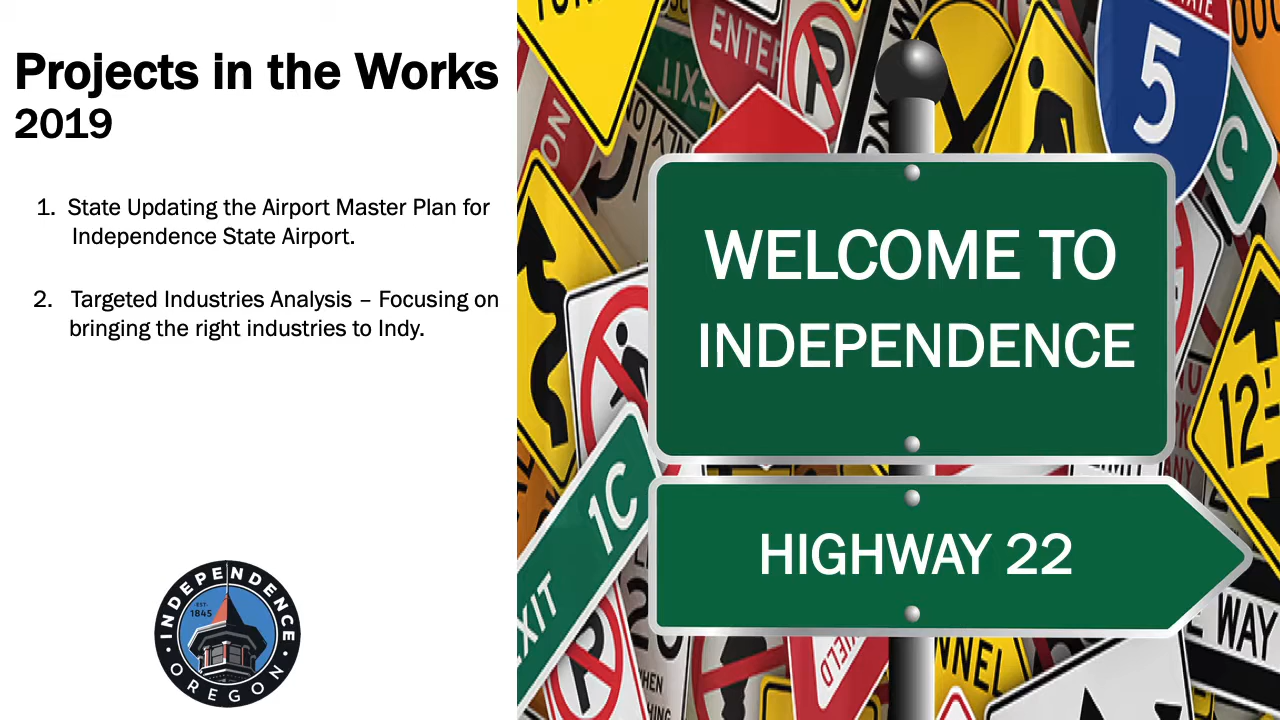 Projects in the Works
2019
1. State Updating the Airport Master Plan for
Independence State Airport.
2. Targeted Industries Analysis – Focusing on
bringing the right industries to Indy.
INDEPENDENCE
EST.
1845
OREGON
ENTER
EXIT
ONLY
5
C
WELCOME TO
INDEPENDENCE
12'
1C
EXIT
HIGHWAY 22
WAY
YIELD